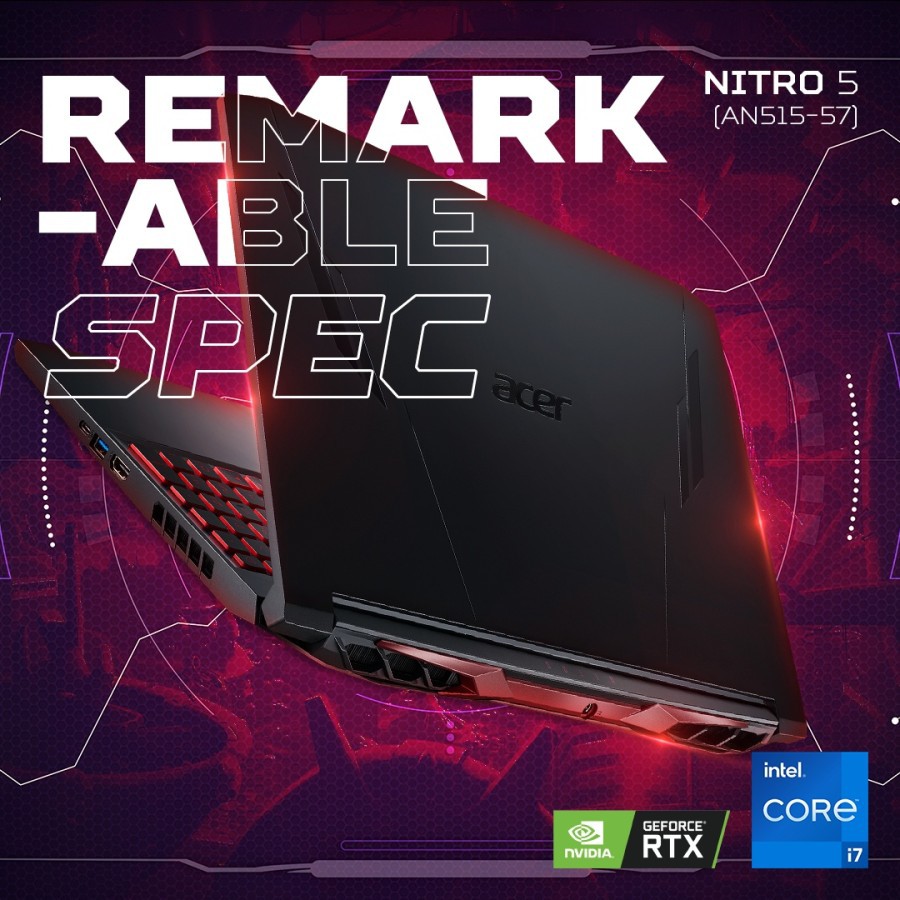 REMARK
-ABLE
SPEC
NITRO 5
(AN515-57)
acer
intel.
CORE
i7
NVIDIA.
GEFORCE
RTX